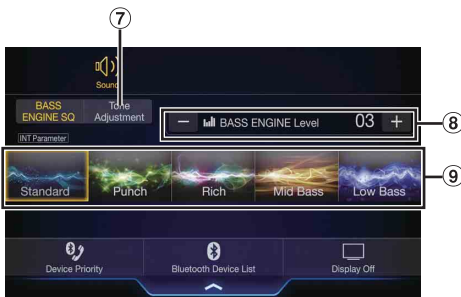 7
Sound
BASS ENGINE SQ
Tone Adjustment
− BASS ENGINE Level 03 +
8
INT Parameter
9
Standard Punch Rich Mid Bass Low Bass
Device Priority Bluetooth Device List Display Off